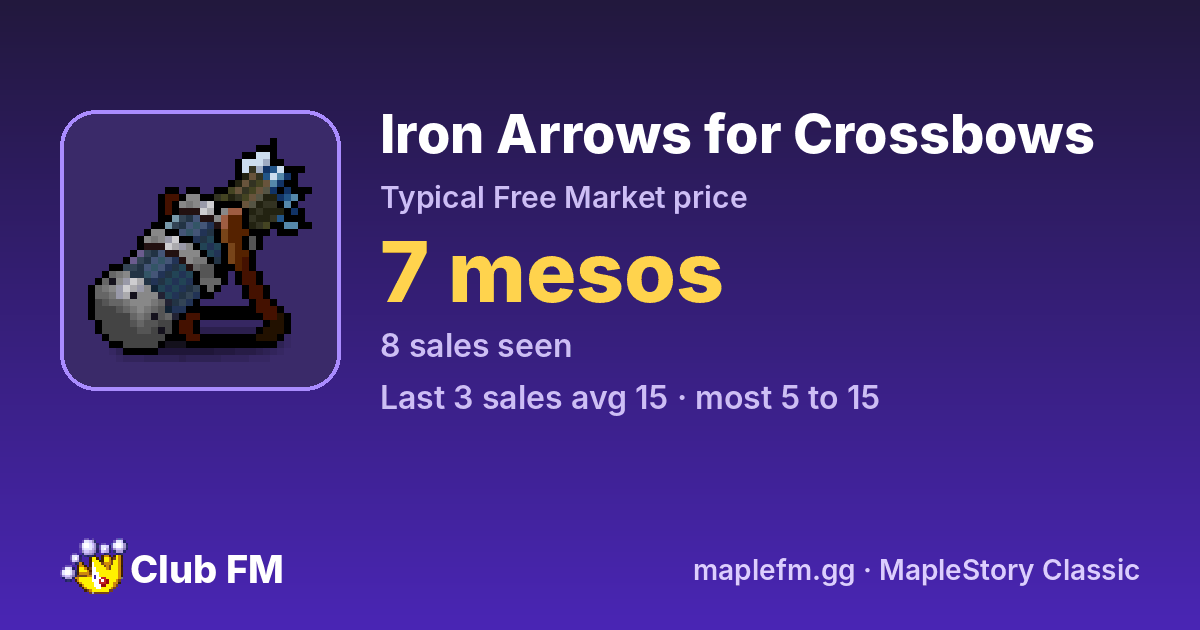 Iron Arrows for Crossbows
Typical Free Market price
7 mesos
8 sales seen
Last 3 sales avg 15 · most 5 to 15
Club FM
maplefm.gg · MapleStory Classic